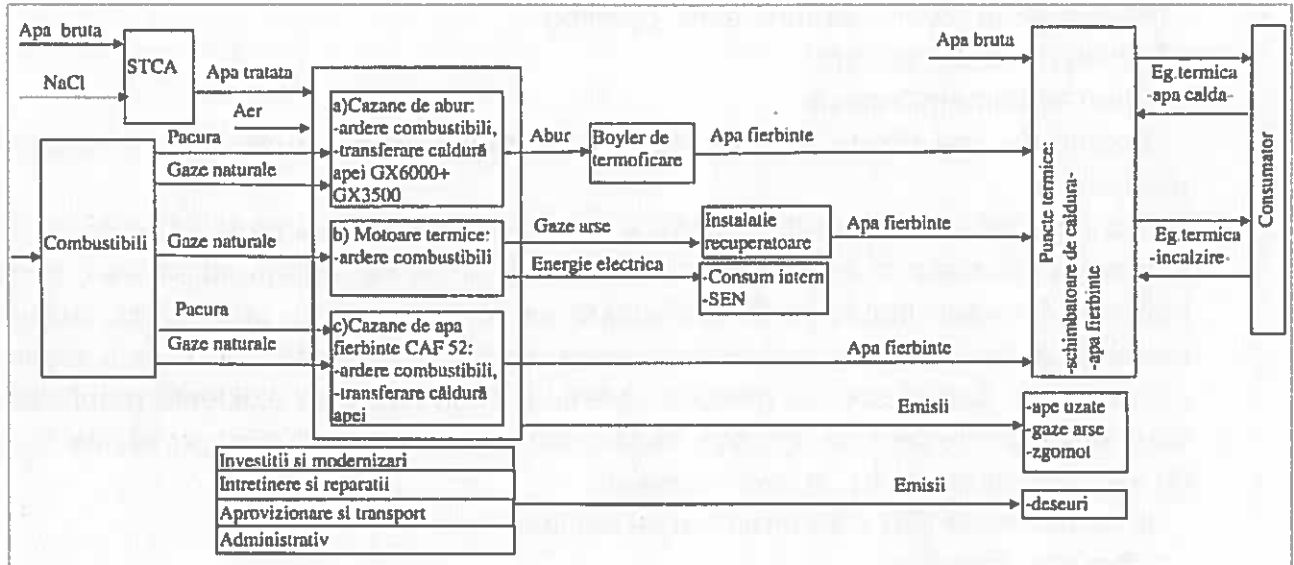 Apa bruta
STCA
NaCl
Apa tratata
Aer
Pacura
Gaze naturale
Combustibili
Gaze naturale
Pacura
Gaze naturale
a)Cazane de abur:
-ardere combustibili,
-transferare căldură
apei GX6000+
GX3500
b) Motoare termice:
-ardere combustibili
c)Cazane de apa
fierbinte CAF 52:
-ardere combustibili,
-transferare căldură
apei
Abur
Boyler de
termoficare
Apa fierbinte
Gaze arse
Instalatie
recuperatoare
Apa fierbinte
Energie electrica
-Consum intern
-SEN
Apa fierbinte
Apa bruta
Puncte termice
-schimbatoare de caldura-
-apa fierbinte
Eg.termica
-apa calda-
Eg.termica
-incalzire-
Consumator
Emisii
-ape uzate
-gaze arse
-zgomot
Investitii si modernizari
Intretinere si reparatii
Aprovizionare si transport
Administrativ
Emisii
-deseuri